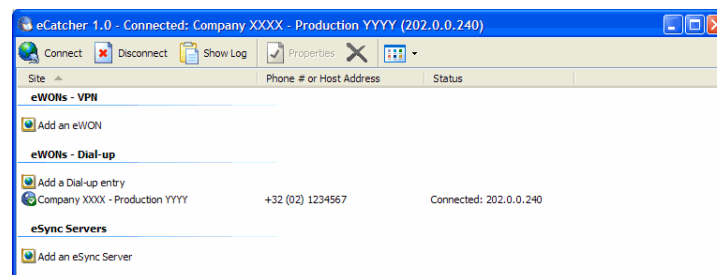 eCatcher 1.0 - Connected: Company XXXX - Production YYYY (202.0.0.240)
Connect Disconnect Show Log Properties
Site Phone # or Host Address Status
eWONs - VPN
Add an eWON
eWONs - Dial-up
Add a Dial-up entry
Company XXXX - Production YYYY +32 (02) 1234567 Connected: 202.0.0.240
eSync Servers
Add an eSync Server